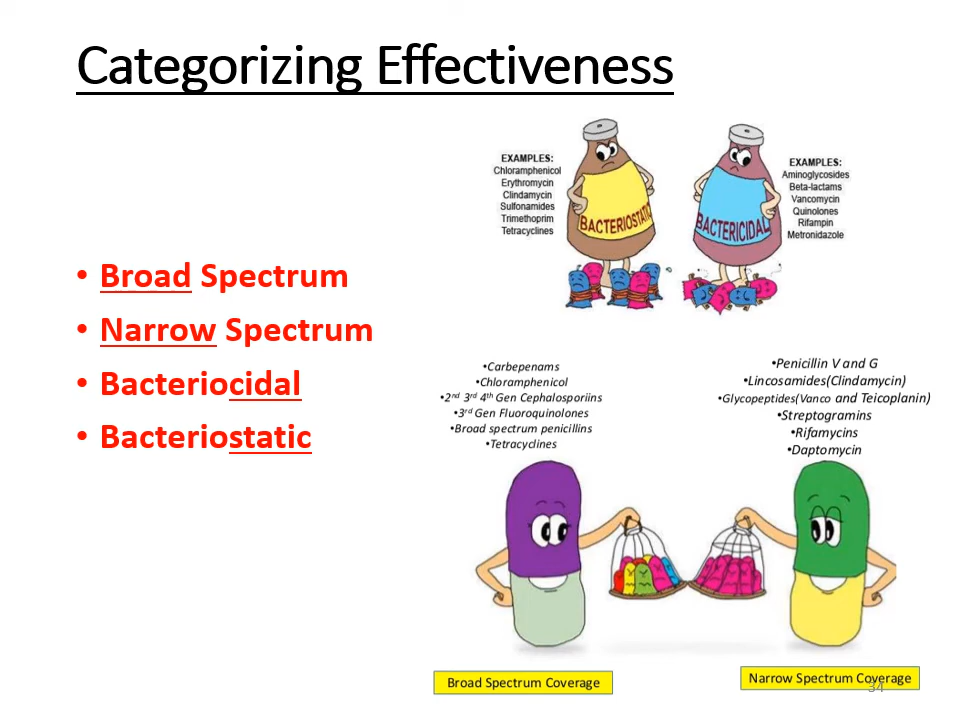 Categorizing Effectiveness
• Broad Spectrum
• Narrow Spectrum
• Bacteriocidal
• Bacteriostatic
EXAMPLES:
Chloramphenicol
Erythromycin
Clindamycin
Sulfonamides
Trimethoprim
Tetracyclines
BACTERIOSTATIC
BACTERICIDAL
EXAMPLES:
Aminoglycosides
Beta-lactams
Vancomycin
Quinolones
Rifampin
Metronidazole
•Carbepenams
•Chloramphenicol
•2nd 3rd 4th Gen Cephalosporiins
•3rd Gen Fluoroquinolones
•Broad spectrum penicillins
•Tetracyclines
•Penicillin V and G
•Lincosamides(Clindamycin)
•Glycopeptides(Vanco and Teicoplanin)
•Streptogramins
•Rifamycins
•Daptomycin
Broad Spectrum Coverage
Narrow Spectrum Coverage
34